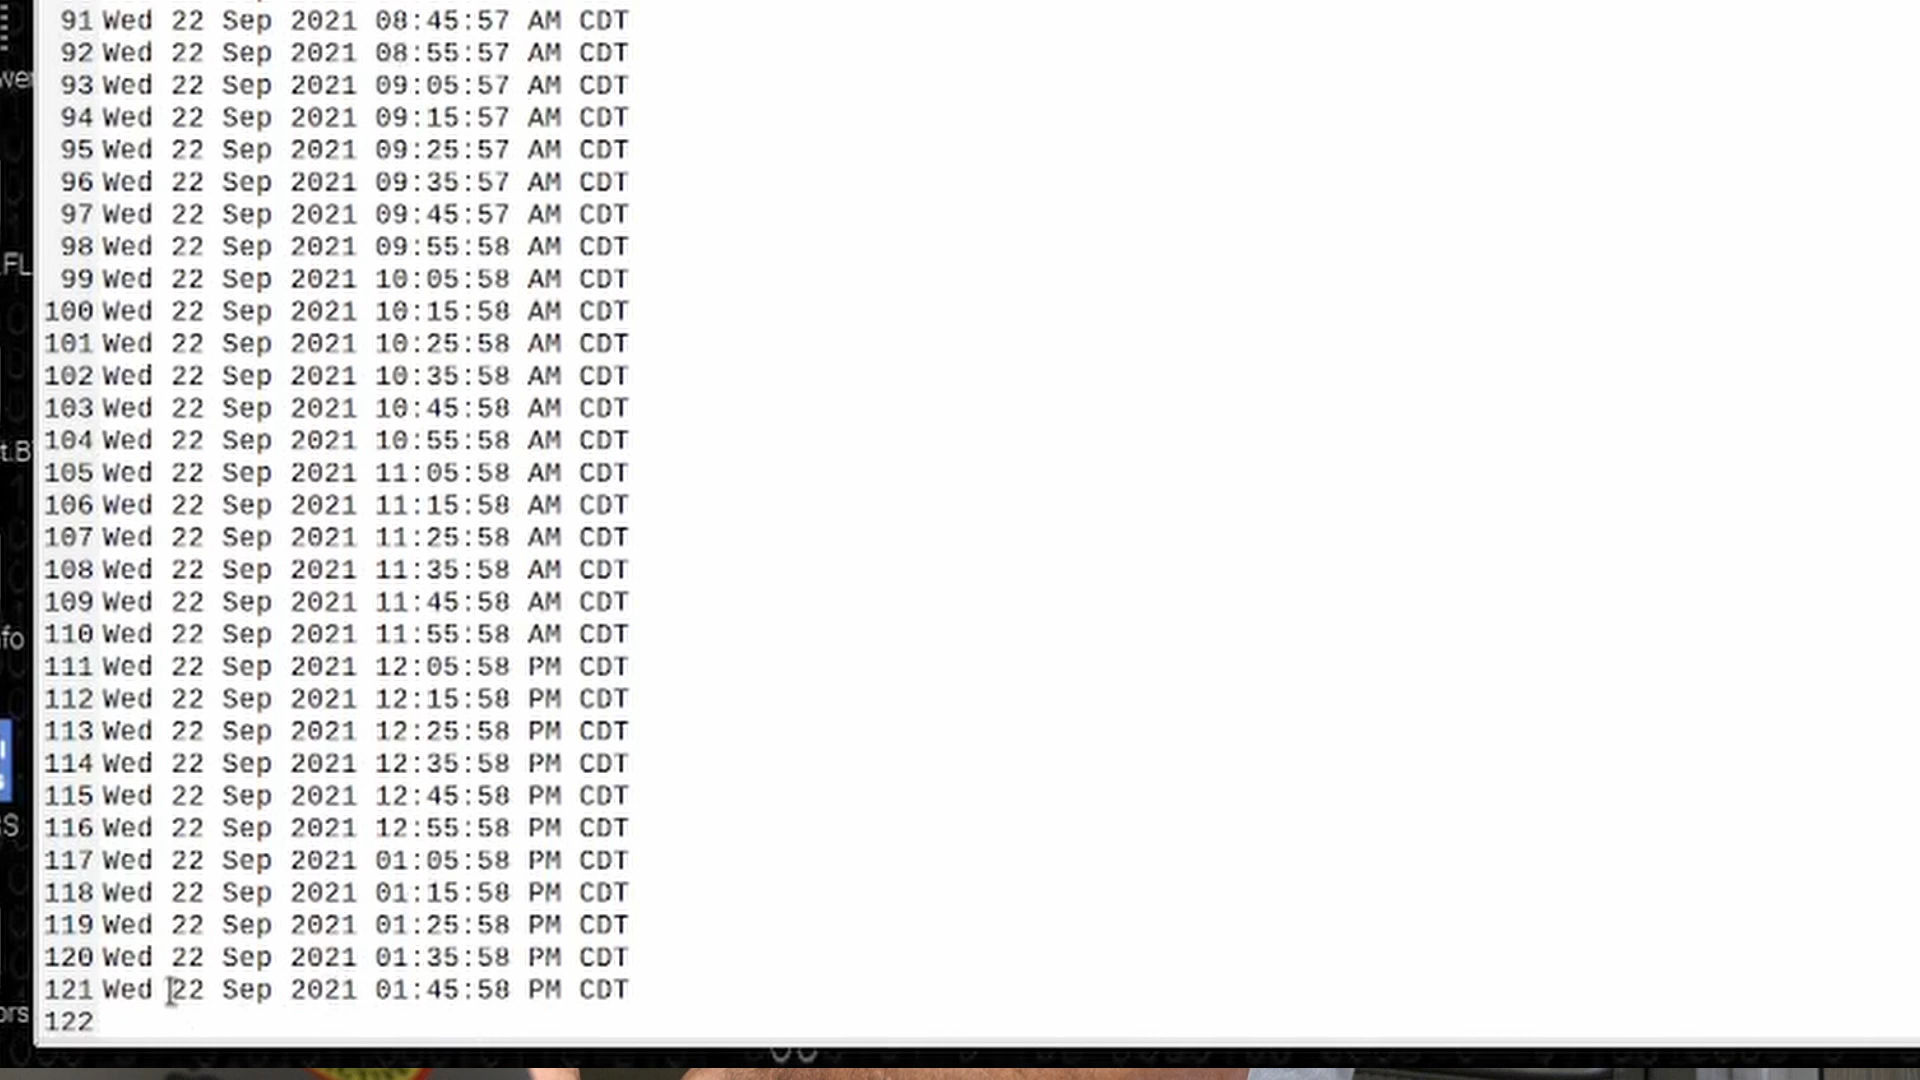 91 Wed 22 Sep 2021 08:45:57 AM CDT
92 Wed 22 Sep 2021 08:55:57 AM CDT
93 Wed 22 Sep 2021 09:05:57 AM CDT
94 Wed 22 Sep 2021 09:15:57 AM CDT
95 Wed 22 Sep 2021 09:25:57 AM CDT
96 Wed 22 Sep 2021 09:35:57 AM CDT
97 Wed 22 Sep 2021 09:45:57 AM CDT
98 Wed 22 Sep 2021 09:55:58 AM CDT
99 Wed 22 Sep 2021 10:05:58 AM CDT
100 Wed 22 Sep 2021 10:15:58 AM CDT
101 Wed 22 Sep 2021 10:25:58 AM CDT
102 Wed 22 Sep 2021 10:35:58 AM CDT
103 Wed 22 Sep 2021 10:45:58 AM CDT
104 Wed 22 Sep 2021 10:55:58 AM CDT
105 Wed 22 Sep 2021 11:05:58 AM CDT
106 Wed 22 Sep 2021 11:15:58 AM CDT
107 Wed 22 Sep 2021 11:25:58 AM CDT
108 Wed 22 Sep 2021 11:35:58 AM CDT
109 Wed 22 Sep 2021 11:45:58 AM CDT
110 Wed 22 Sep 2021 11:55:58 AM CDT
111 Wed 22 Sep 2021 12:05:58 PM CDT
112 Wed 22 Sep 2021 12:15:58 PM CDT
113 Wed 22 Sep 2021 12:25:58 PM CDT
114 Wed 22 Sep 2021 12:35:58 PM CDT
115 Wed 22 Sep 2021 12:45:58 PM CDT
116 Wed 22 Sep 2021 12:55:58 PM CDT
117 Wed 22 Sep 2021 01:05:58 PM CDT
118 Wed 22 Sep 2021 01:15:58 PM CDT
119 Wed 22 Sep 2021 01:25:58 PM CDT
120 Wed 22 Sep 2021 01:35:58 PM CDT
121 Wed 22 Sep 2021 01:45:58 PM CDT
122